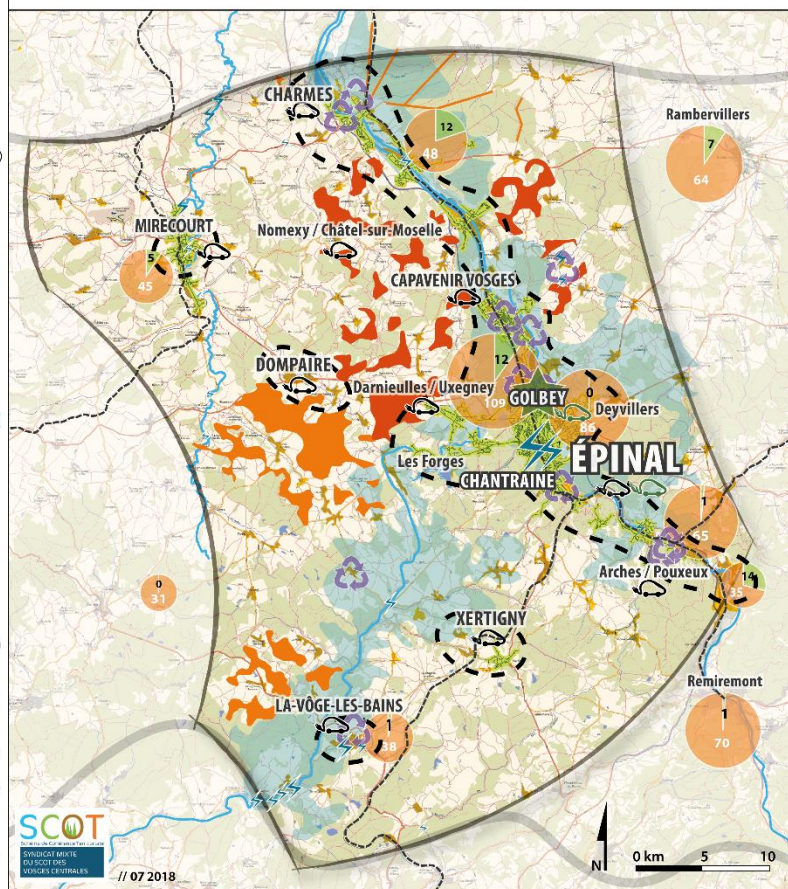 CHARMES
12
48
Rambervillers
7
64
MIRECOURT
5
45
Nomexy / Châtel-sur-Moselle
CAPAVENIR VOSGES
DOMPAIRE
12
109
GOLBEY
0
86
Deyvillers
Darnieulles / Uxegney
Les Forges
ÉPINAL
CHANTRAINE
1
65
Arches / Pouxeux
14
35
0
31
XERTIGNY
Remiremont
1
70
LA-VÔGE-LES-BAINS
1
38
SCOT
SYNDICAT MIXTE
DU SCOT DES
VOSGES CENTRALES
// 07 2018
N
0 km 5 10